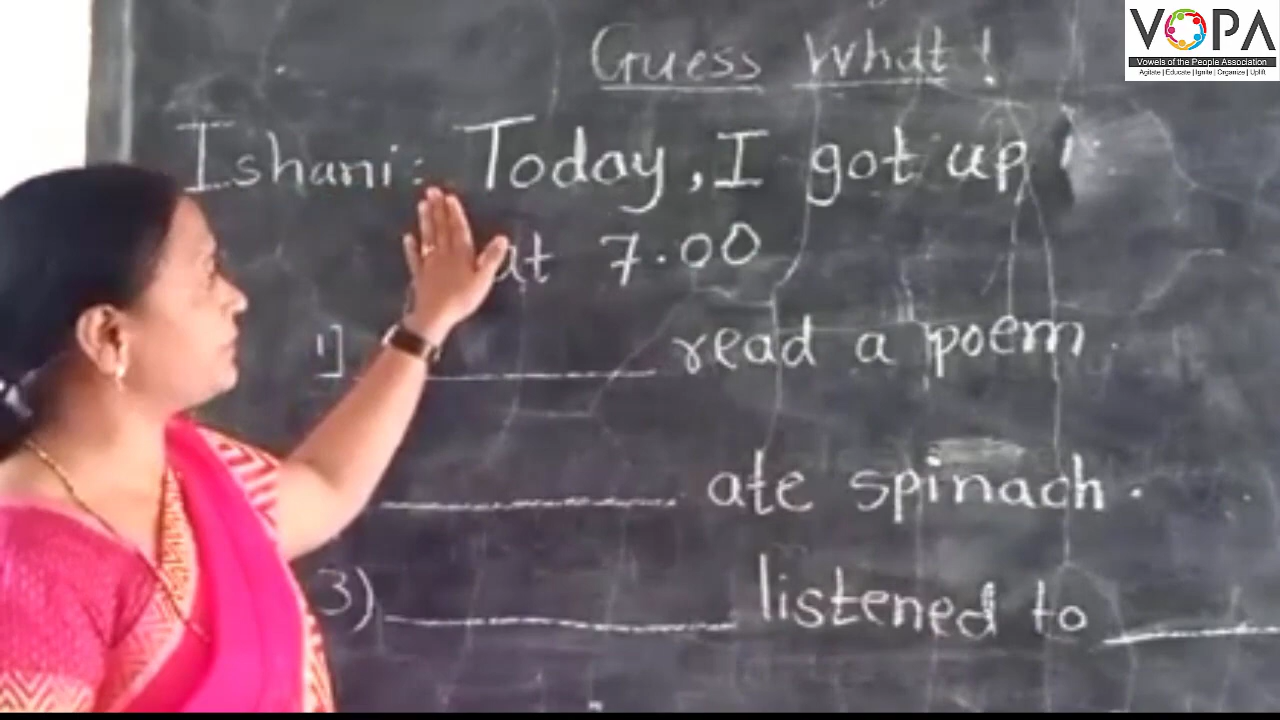 VOPA
Vowels of the People Association
Agitate | Educate | Ignite | Organize | Uplift
Guess What !
Ishani: Today, I got up
at 7.00
1] ________ read a poem.
________ ate spinach.
3) ________ listened to ________